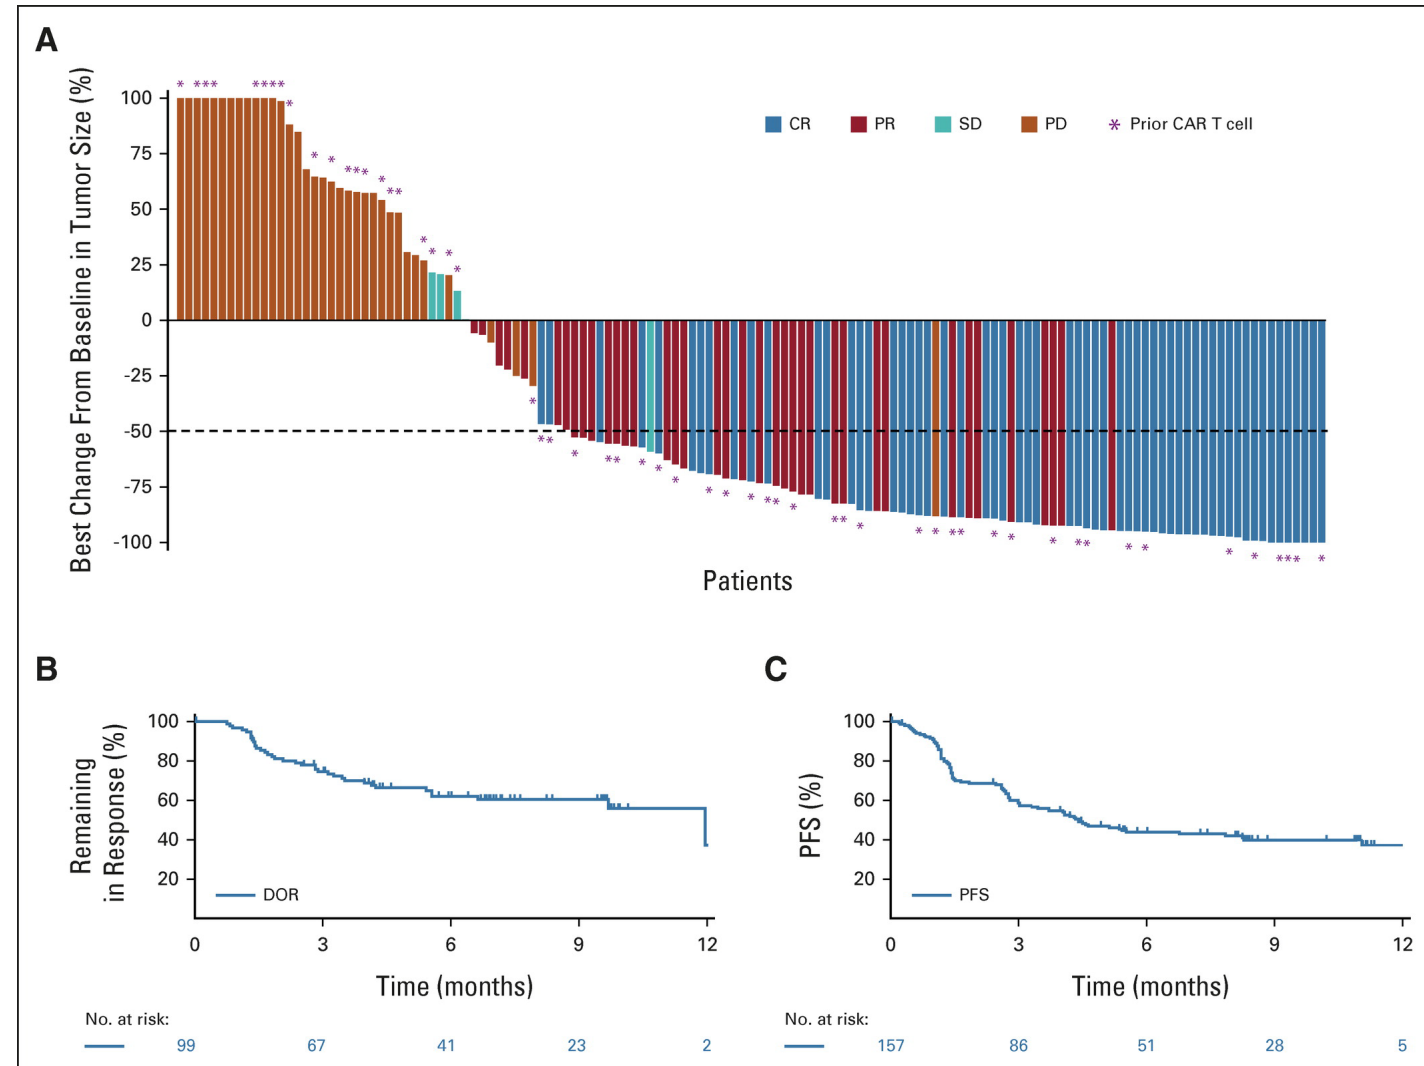 A
Best Change From Baseline in Tumor Size (%)
100
75
50
25
0
-25
-50
-75
-100
CR PR SD PD * Prior CAR T cell
Patients
B
Remaining
in Response (%)
100
80
60
40
20
DOR
0 3 6 9 12
Time (months)
No. at risk:
99 67 41 23 2
C
PFS (%)
100
80
60
40
20
PFS
0 3 6 9 12
Time (months)
No. at risk:
157 86 51 28 5